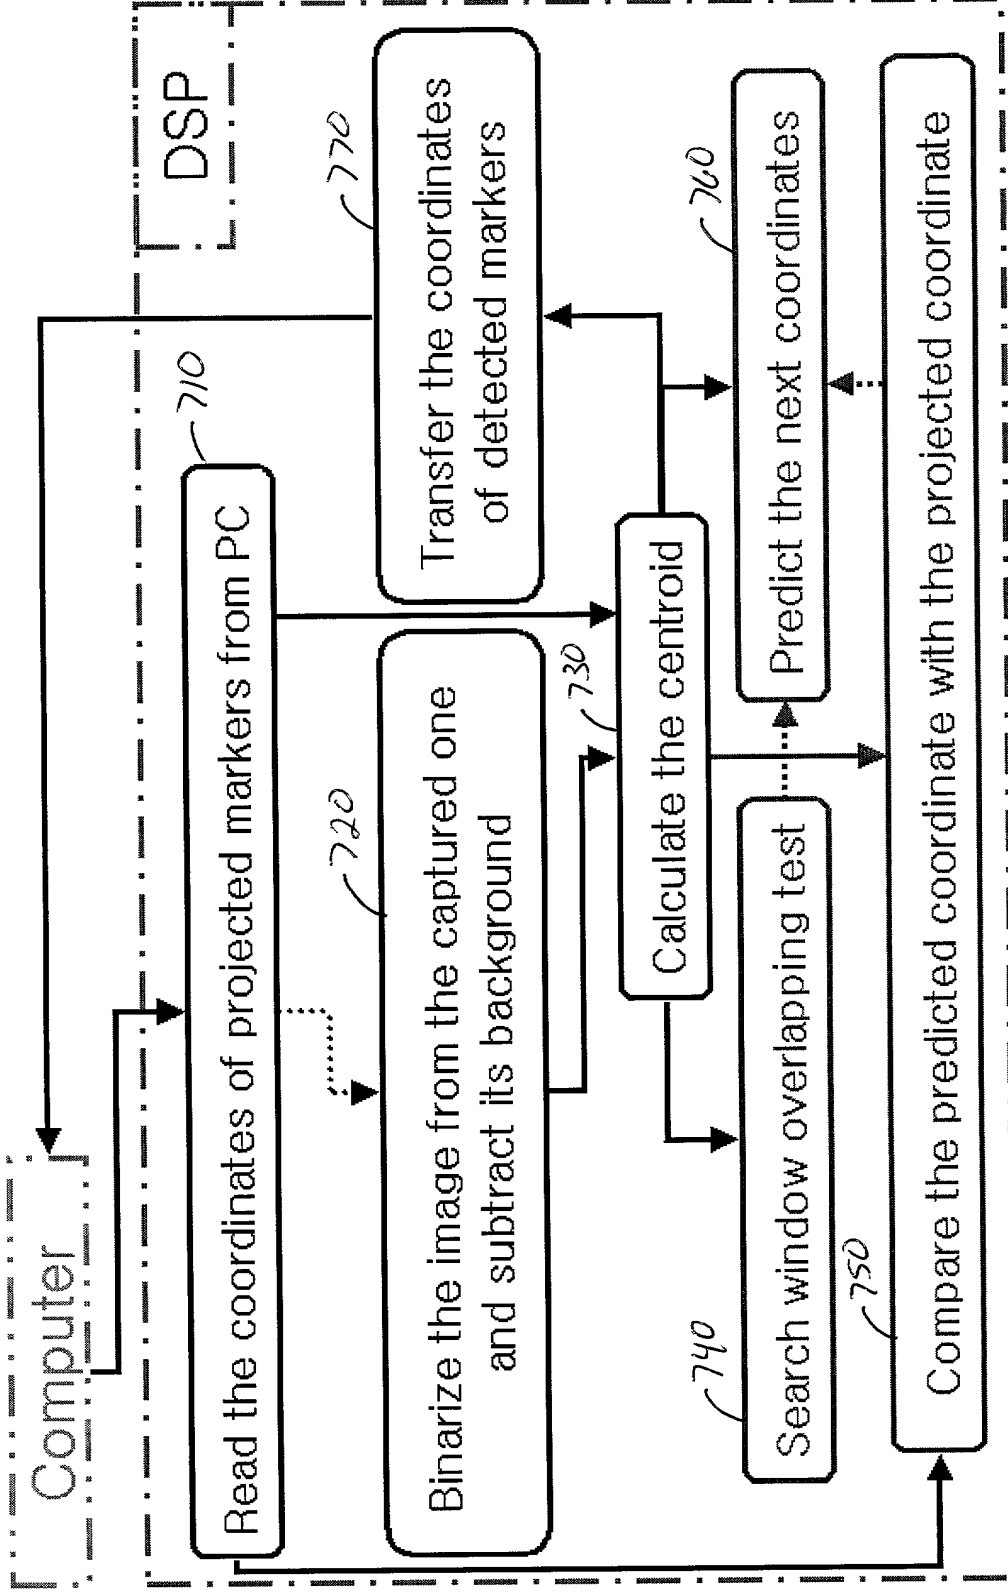 Computer
DSP
710
Read the coordinates of projected markers from PC
720
Binarize the image from the captured one
and subtract its background
770
Transfer the coordinates
of detected markers
730
Calculate the centroid
740
Search window overlapping test
760
Predict the next coordinates
750
Compare the predicted coordinate with the projected coordinate